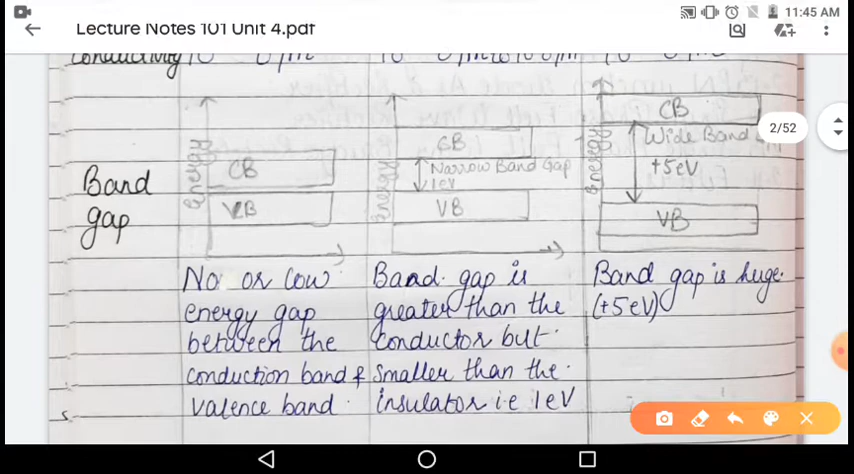 11:45 AM
Lecture Notes 101 Unit 4.pdf
conductivity
2/52
Band
gap
Energy
CB
VB
Energy
CB
Narrow Band Gap
1eV
VB
Energy
CB
Wide Band
+5eV
VB
No or low
energy gap
between the
conduction band &
valence band.
Band gap is
greater than the
conductor but
smaller than the
insulator i.e 1eV
Band gap is huge.
(+5eV)